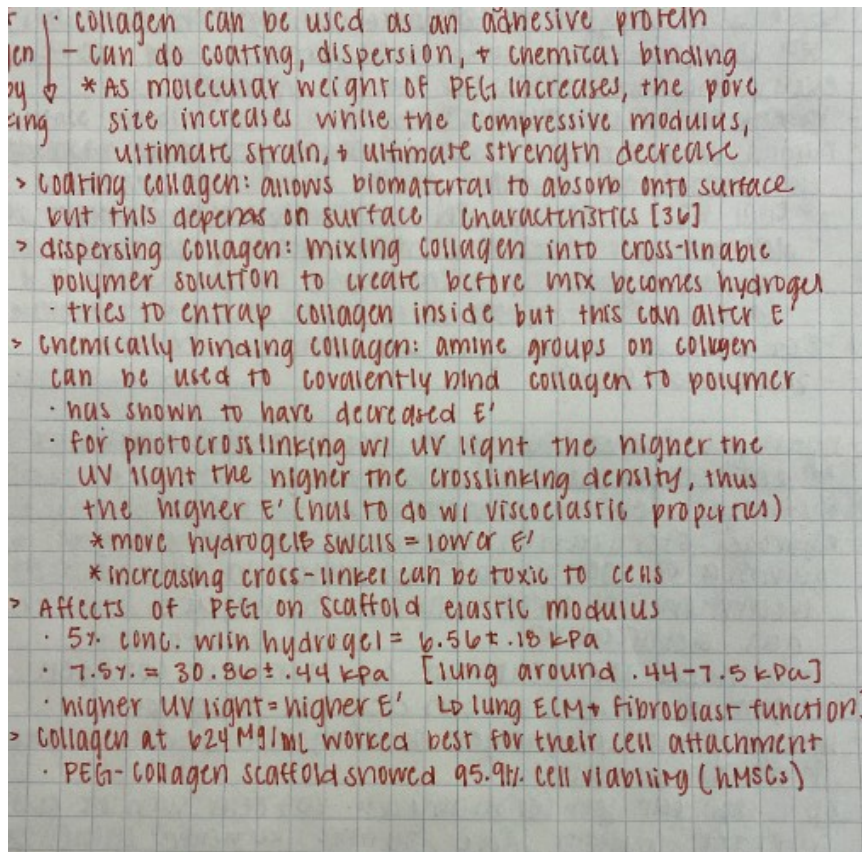 · collagen can be used as an adhesive protein
- can do coating, dispersion, + chemical binding
* As molecular weight of PEG increases, the pore
size increases while the compressive modulus,
ultimate strain, + ultimate strength decrease
> coating collagen: allows biomaterial to absorb onto surface
but this depends on surface characteristics [36]
> dispersing collagen: mixing collagen into cross-linable
polymer solution to create before mix becomes hydrogel
· tries to entrap collagen inside but this can alter E'
> chemically binding collagen: amine groups on collagen
can be used to covalently bind collagen to polymer
· has shown to have decreased E'
· for photocrosslinking w/ UV light the higher the
UV light the higher the crosslinking density, thus
the higher E' (has to do w/ viscoelastic properties)
* more hydrogels swells = lower E'
* increasing cross-linker can be toxic to cells
> Affects of PEG on scaffold elastic modulus
· 5% conc. w/in hydrogel = 6.56 ± .18 kPa
· 7.5% = 30.86 ± .44 kPa [lung around .44-7.5 kPa]
· higher UV light = higher E' ↳ lung ECM + fibroblast function
> collagen at 624 Mg/mL worked best for their cell attachment
· PEG-Collagen scaffold showed 95.9% cell viability (hMSCs)